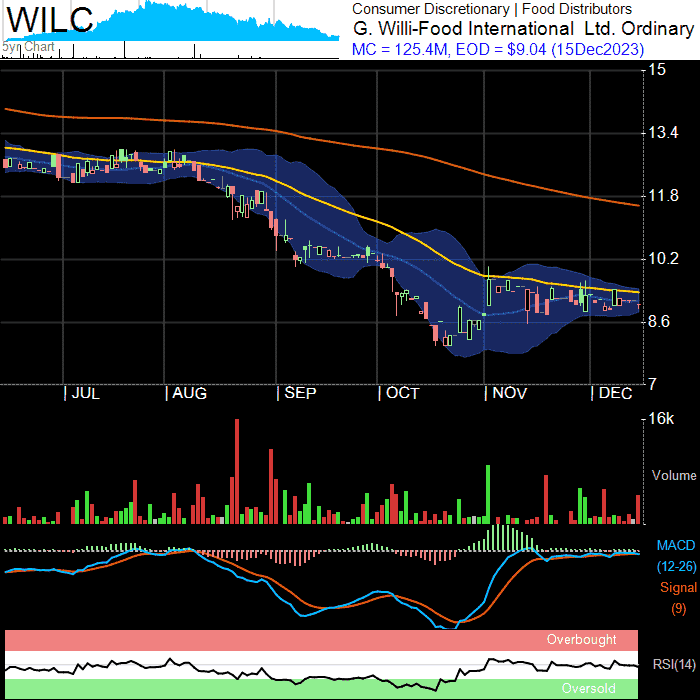 WILC
5yr Chart
Consumer Discretionary | Food Distributors
G. Willi-Food International Ltd. Ordinary
MC = 125.4M, EOD = $9.04 (15Dec2023)
15
13.4
11.8
10.2
8.6
7
| JUL | AUG | SEP | OCT | NOV | DEC
16k
Volume
MACD
(12-26)
Signal
(9)
Overbought
RSI(14)
Oversold